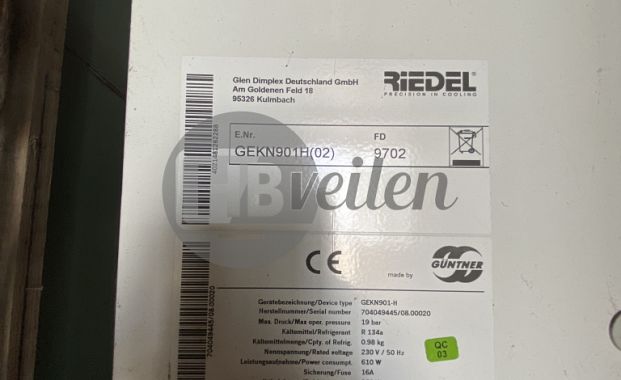 Glen Dimplex Deutschland GmbH
Am Goldenen Feld 18
95326 Kulmbach
RIEDEL
PRECISION IN COOLING
E.Nr.
FD
GEKN901H(02)
9702
HBveilen
CE
made by
GÜNTNER
Gerätebezeichnung/Device type GEKN901-H
Herstellnummer/Serial number 704049445/08.00020
Max. Druck/Max oper. pressure 19 bar
Kältemittel/Refrigerant R 134a
Kältemittelmenge/Cpty. of Refrig. 0.98 kg
Nennspannung/Rated voltage 230 V / 50 Hz
Leistungsaufnahme/Power consumpt. 610 W
Sicherung/Fuse 16A
QC
03
704049445/08.00020